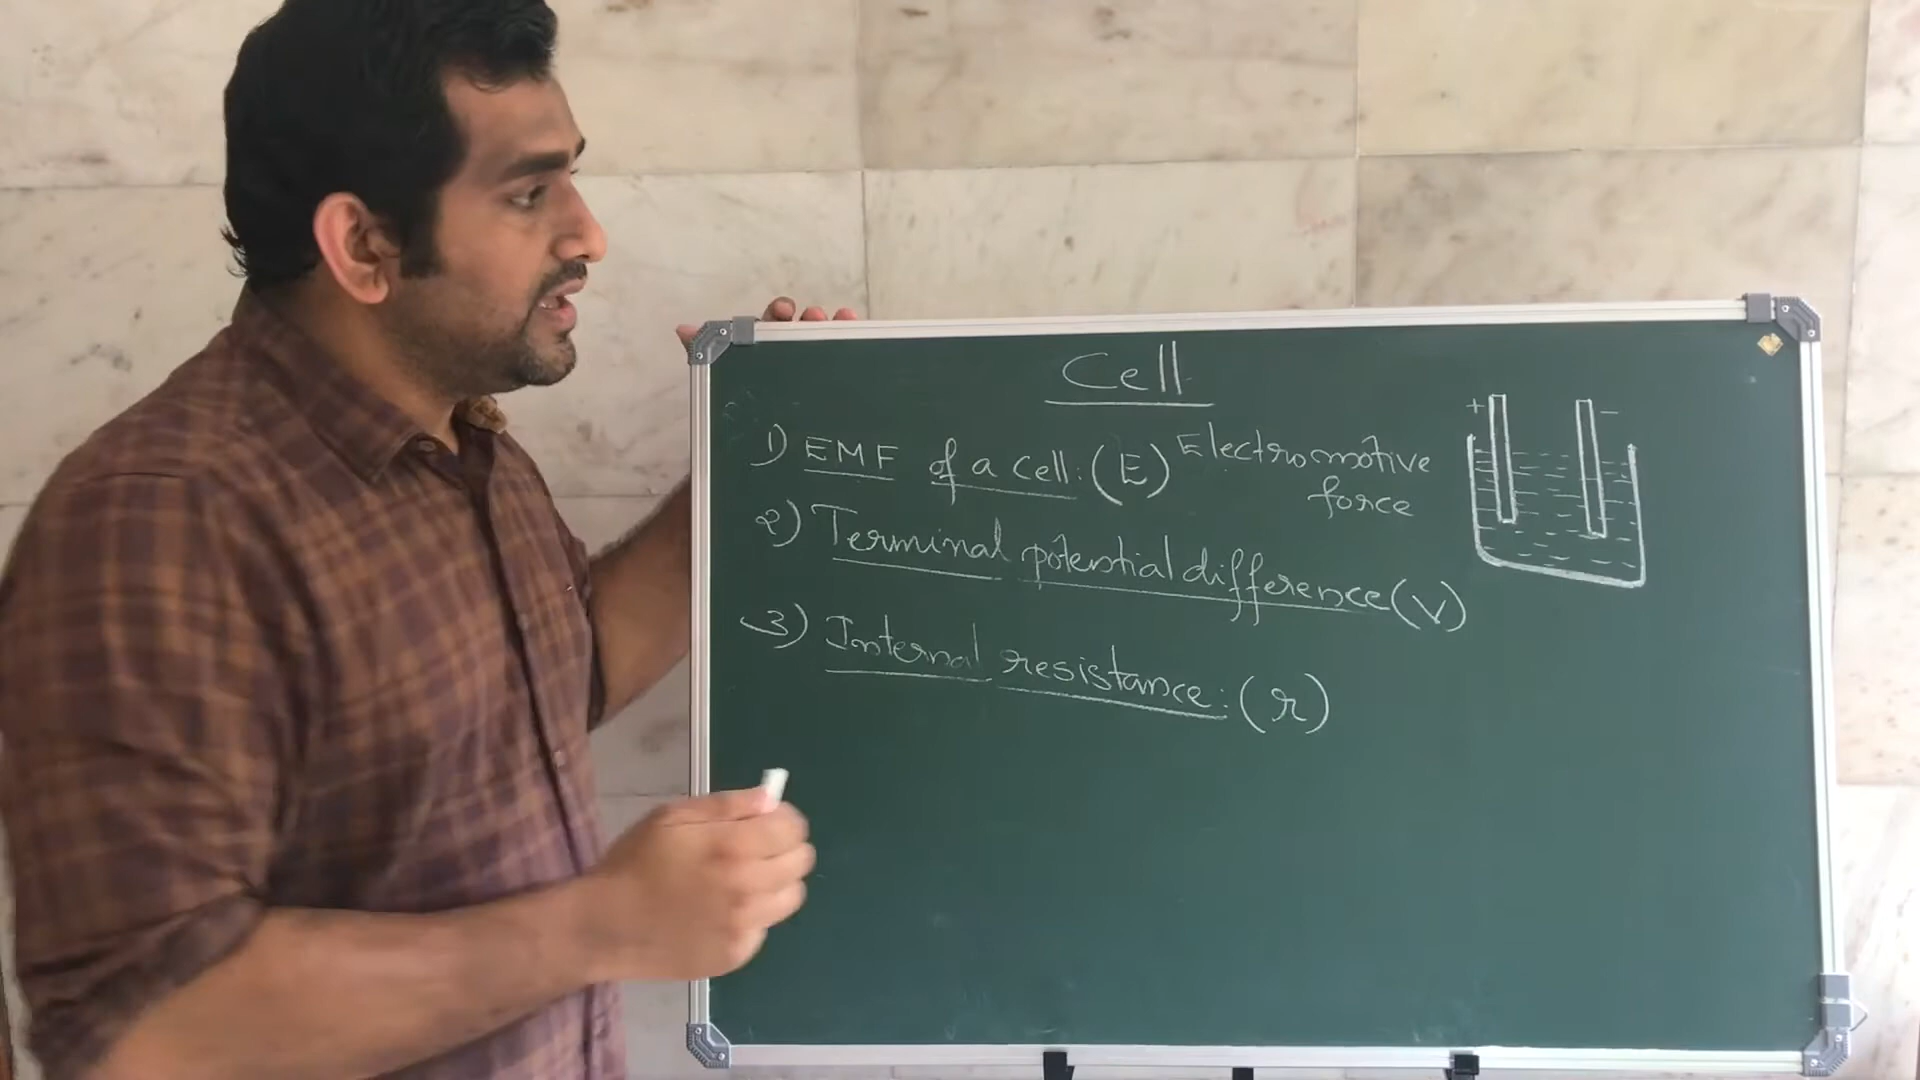 Cell
1) EMF of a cell: (E) Electromotive
force
2) Terminal potential difference (V)
3) Internal resistance: (r)
+ −